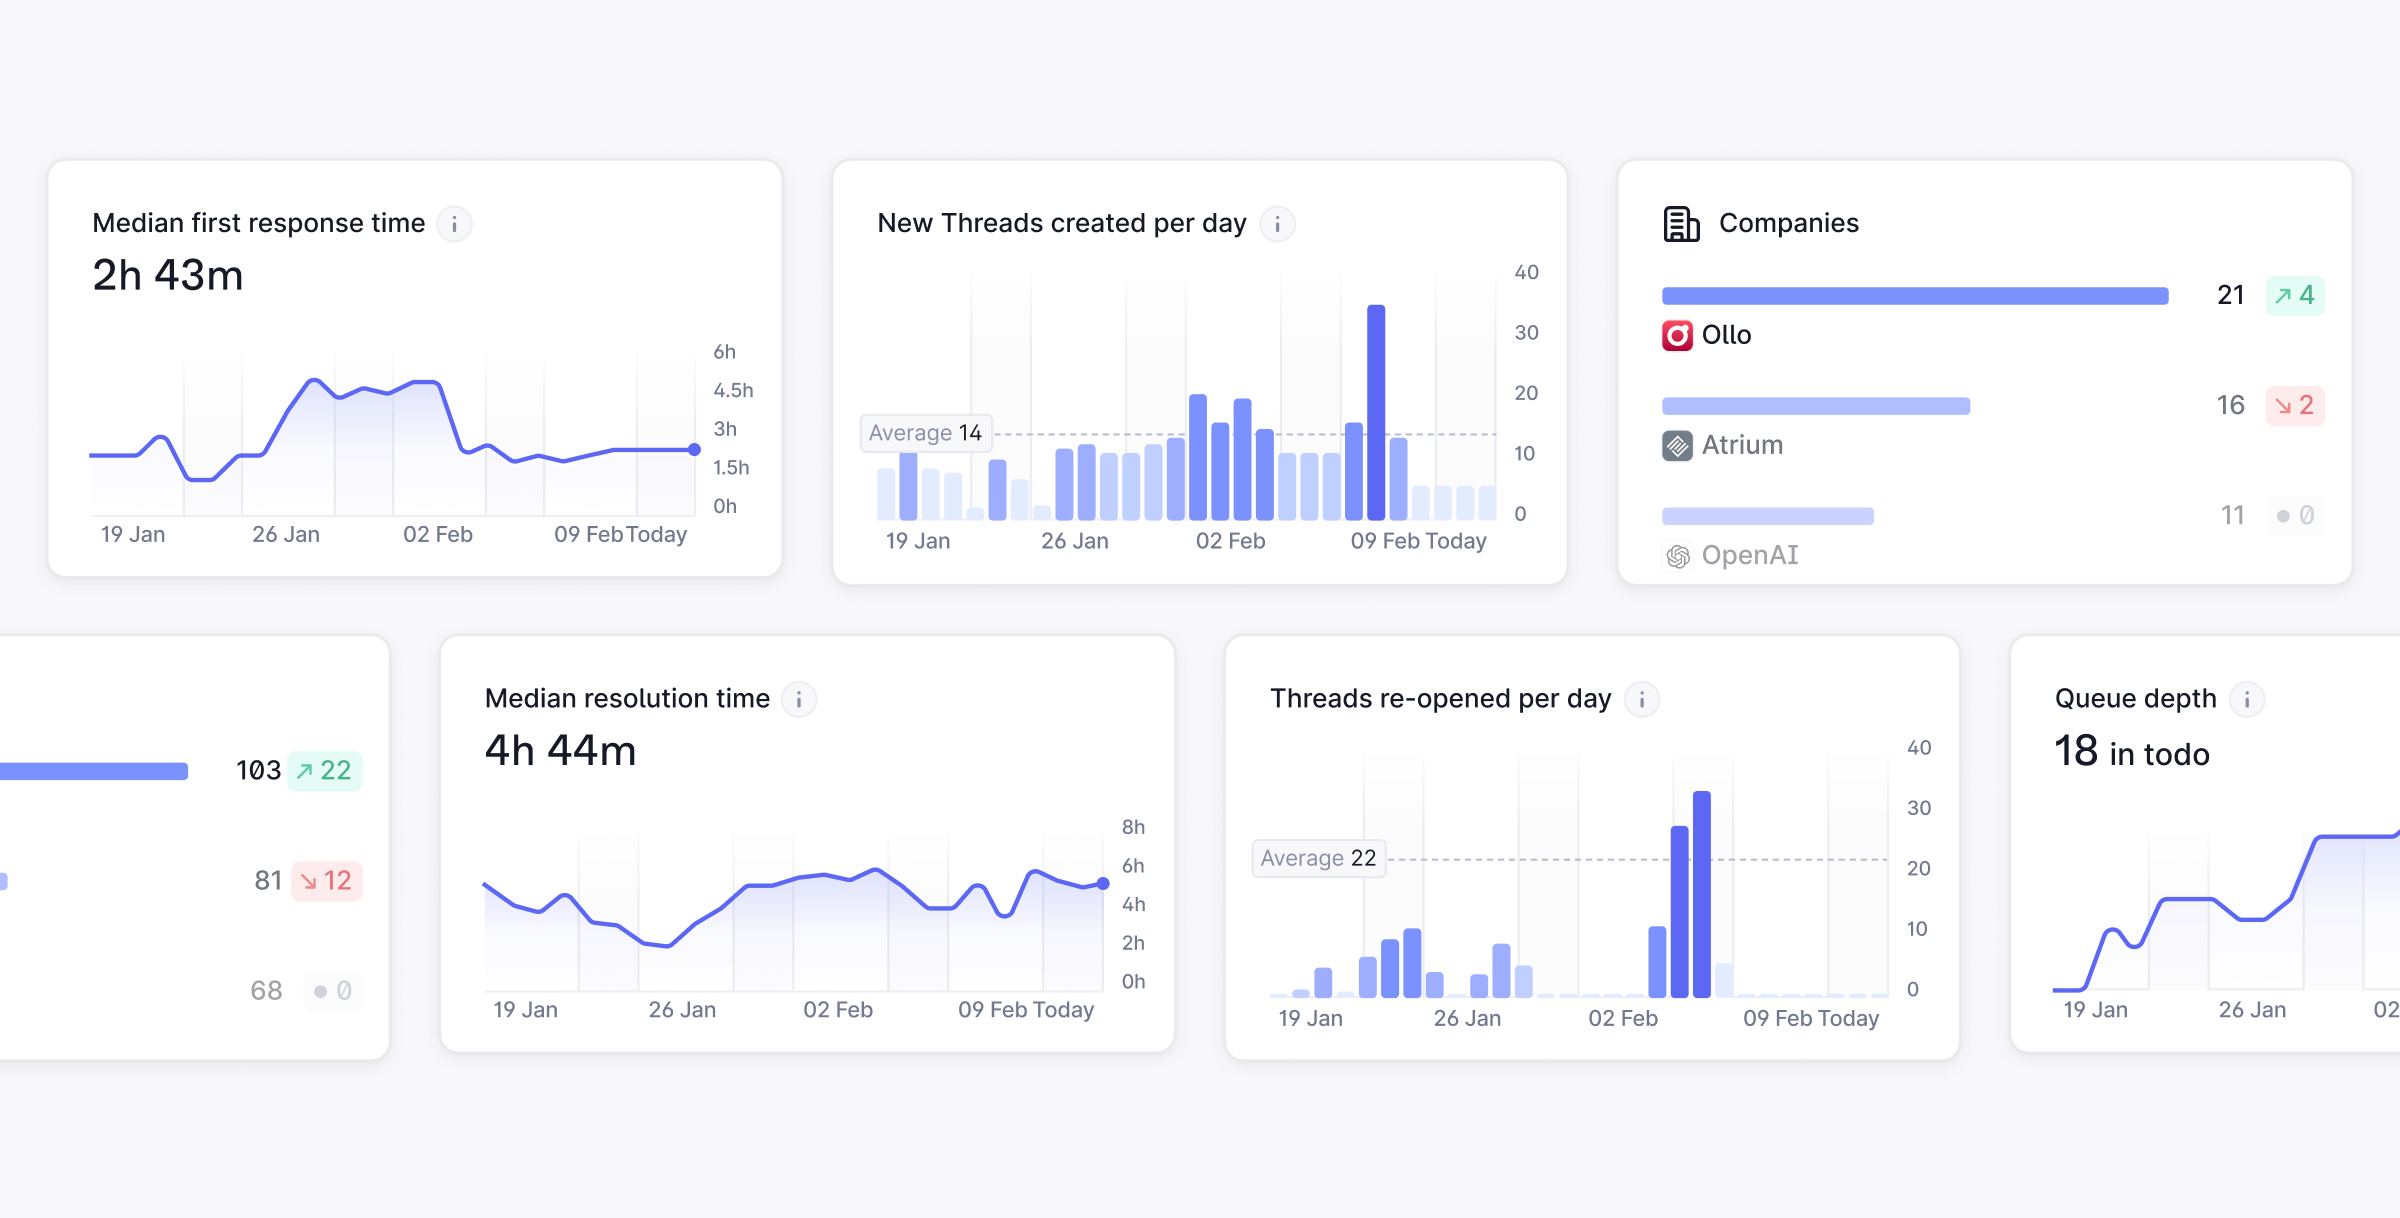 Median first response time
2h 43m
6h
4.5h
3h
1.5h
0h
19 Jan 26 Jan 02 Feb 09 Feb Today
New Threads created per day
40
30
20
10
0
Average 14
19 Jan 26 Jan 02 Feb 09 Feb Today
Companies
21 4
Ollo
16 2
Atrium
11 0
OpenAI
103 22
81 12
68 0
Median resolution time
4h 44m
8h
6h
4h
2h
0h
19 Jan 26 Jan 02 Feb 09 Feb Today
Threads re-opened per day
40
30
20
10
0
Average 22
19 Jan 26 Jan 02 Feb 09 Feb Today
Queue depth
18 in todo
19 Jan 26 Jan 02